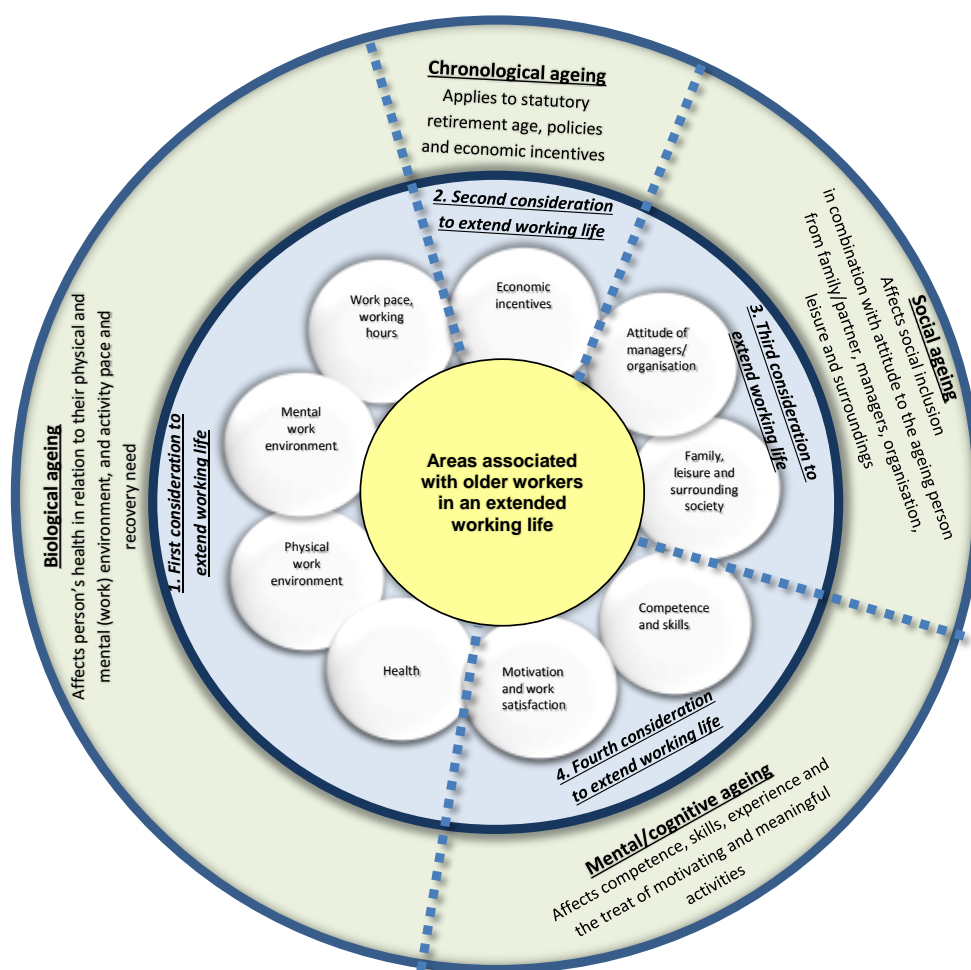 Chronological ageing
Applies to statutory
retirement age, policies
and economic incentives
2. Second consideration
to extend working life
Social ageing
Affects social inclusion
in combination with attitude to the ageing person
from family/partner, managers, organisation,
leisure and surroundings
3. Third consideration to
extend working life
Biological ageing
Affects person's health in relation to their physical and
mental (work) environment, and activity pace and
recovery need
1. First consideration to
extend working life
Work pace,
working
hours
Economic
incentives
Attitude of
managers/
organisation
Mental
work
environment
Family,
leisure and
surrounding
society
Areas associated
with older workers
in an extended
working life
Physical
work
environment
Competence
and skills
Health
Motivation
and work
satisfaction
4. Fourth consideration
to extend working life
Mental/cognitive ageing
Affects competence, skills, experience and
the treat of motivating and meaningful
activities